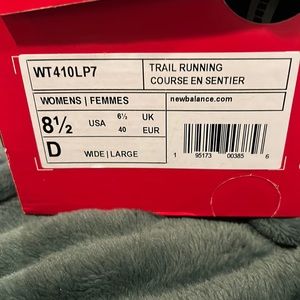 WT410LP7
TRAIL RUNNING
COURSE EN SENTIER
WOMENS | FEMMES
newbalance.com
8½ USA 6½ UK
40 EUR
D WIDE | LARGE
1 95173 00385 6